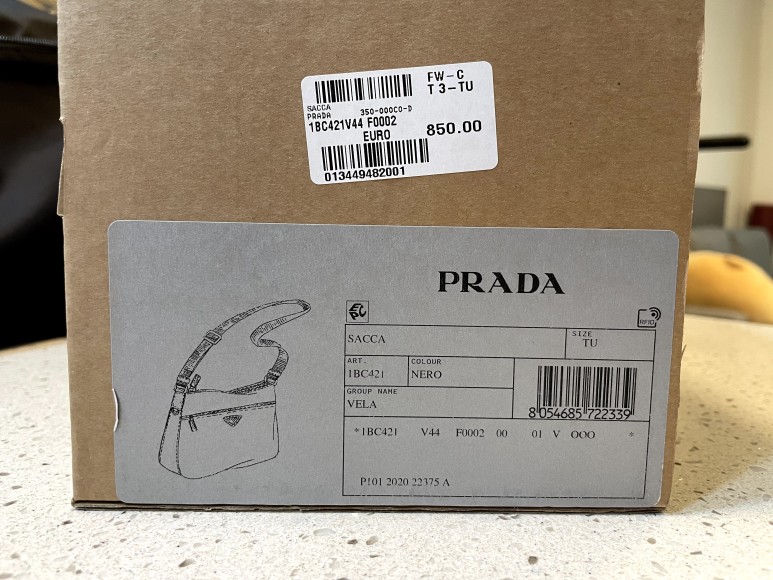 FW-C
T 3-TU
SACCA
PRADA 350-000C0-D
1BC421V44 F0002
EURO 850.00
013449482001
PRADA
RFID
SACCA
SIZE
TU
ART.
1BC421
COLOUR
NERO
GROUP NAME
VELA
8 054685 722339
*1BC421 V44 F0002 00 01 V OOO *
P101 2020 22375 A